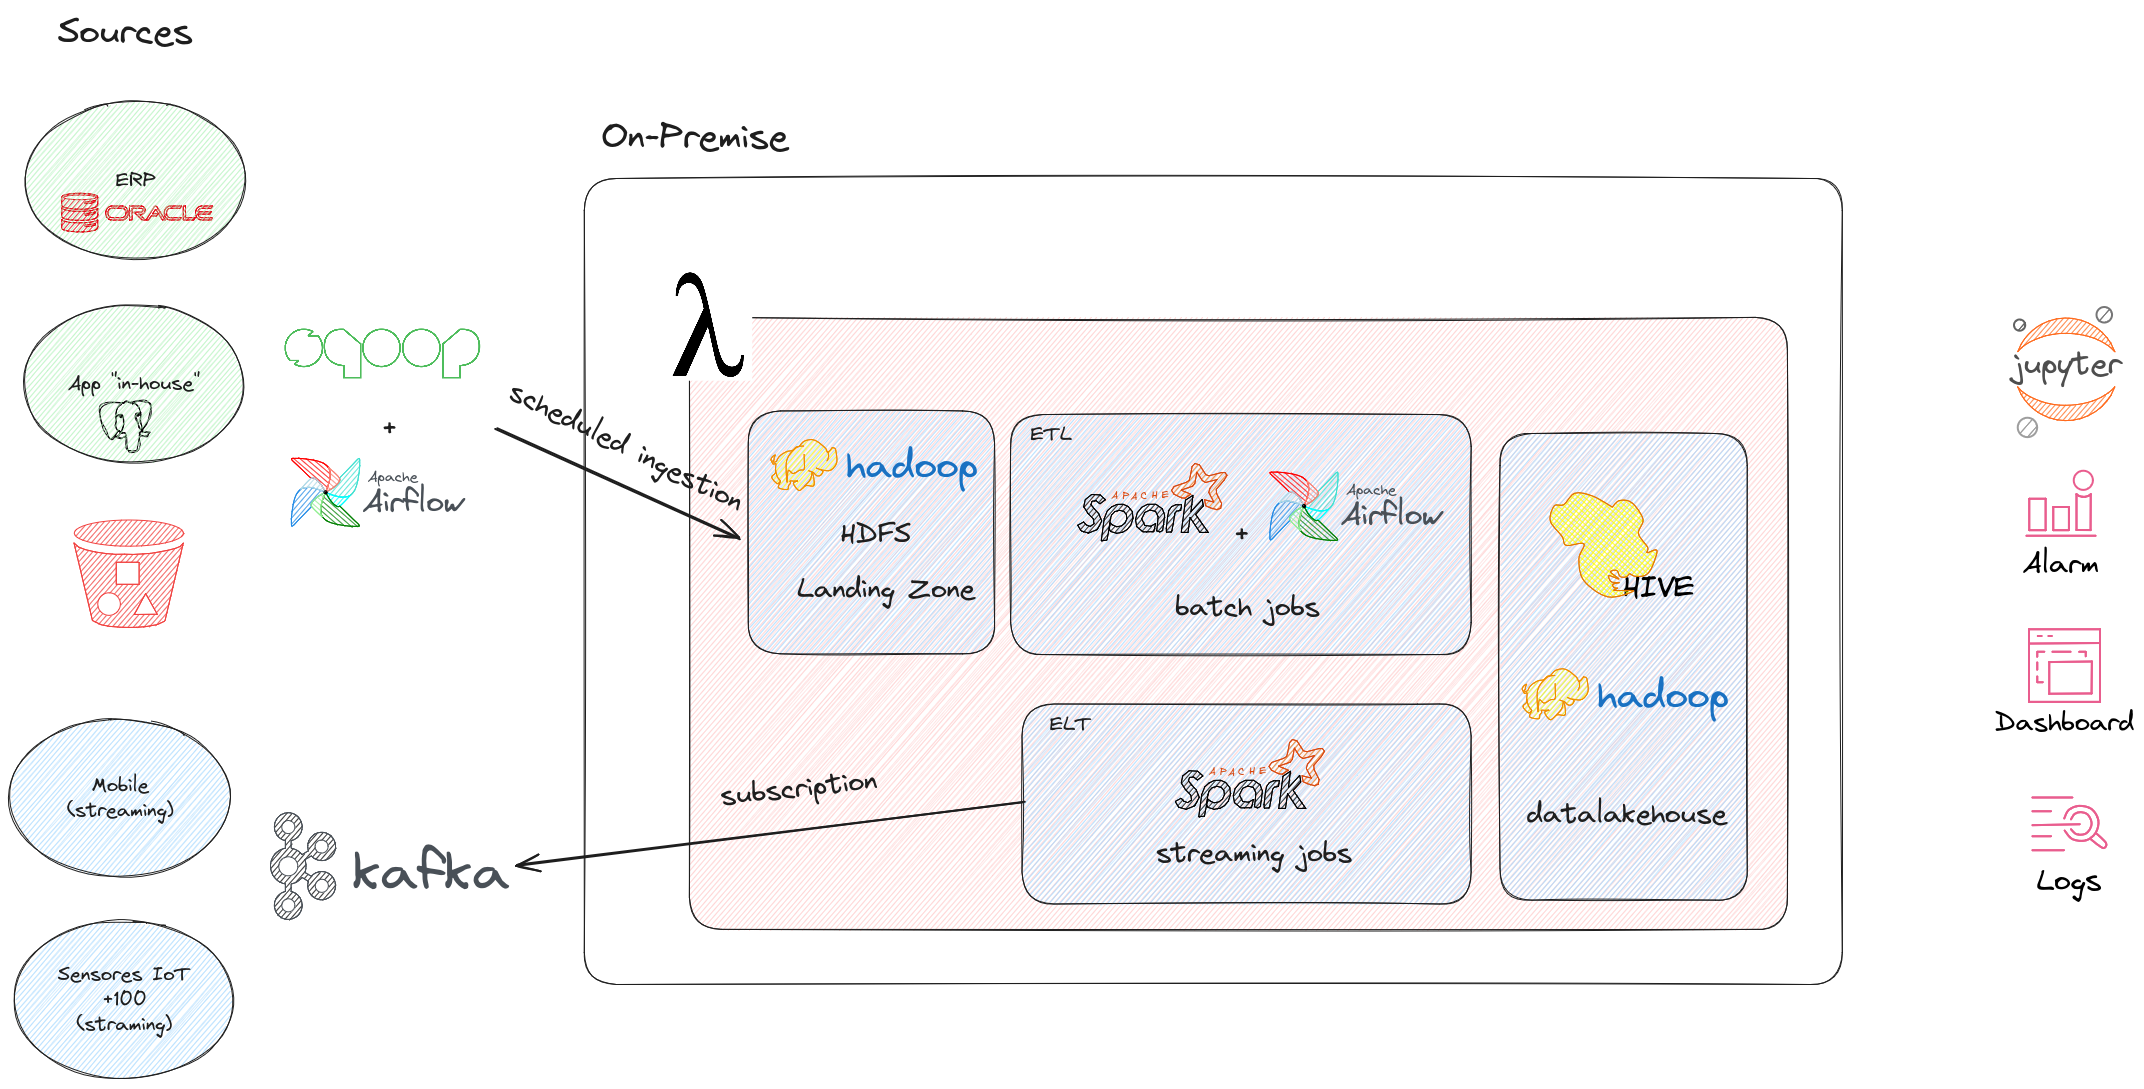 Sources
ERP
ORACLE
App "in-house"
sqoop
+
Apache
Airflow
Mobile
(streaming)
kafka
Sensores IoT
+100
(straming)
On-Premise
λ
scheduled ingestion
subscription
hadoop
HDFS
Landing Zone
ETL
APACHE
Spark
+
Apache
Airflow
batch jobs
ELT
APACHE
Spark
streaming jobs
HIVE
hadoop
datalakehouse
jupyter
Alarm
Dashboard
Logs